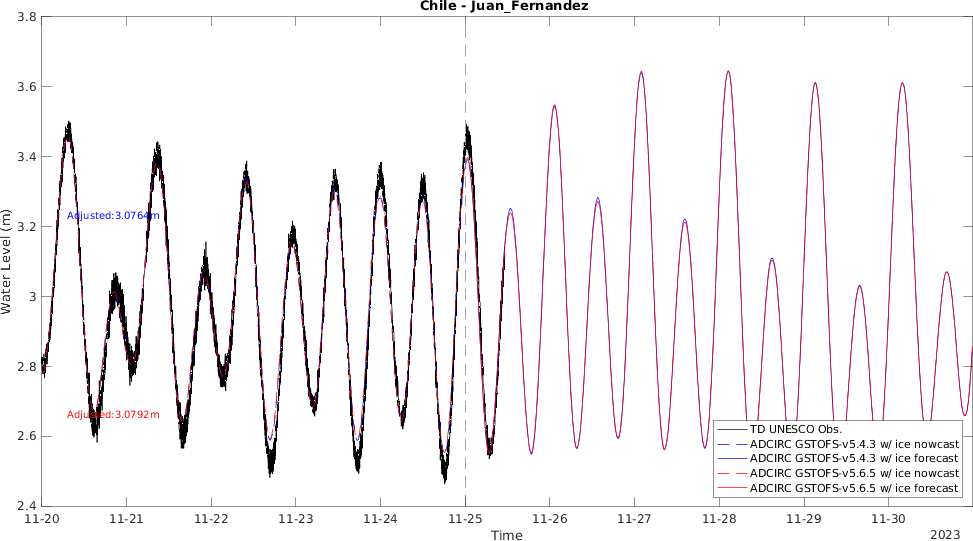 Chile - Juan_Fernandez
Water Level (m)
3.8
3.6
3.4
3.2
3
2.8
2.6
2.4
Adjusted:3.0764m
Adjusted:3.0792m
TD UNESCO Obs.
ADCIRC GSTOFS-v5.4.3 w/ ice nowcast
ADCIRC GSTOFS-v5.4.3 w/ ice forecast
ADCIRC GSTOFS-v5.6.5 w/ ice nowcast
ADCIRC GSTOFS-v5.6.5 w/ ice forecast
11-20 11-21 11-22 11-23 11-24 11-25 11-26 11-27 11-28 11-29 11-30
Time
2023